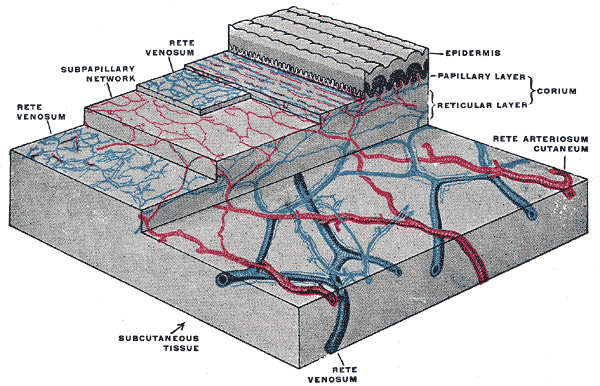 RETE
VENOSUM
SUBPAPILLARY
NETWORK
RETE
VENOSUM
EPIDERMIS
PAPILLARY LAYER
CORIUM
RETICULAR LAYER
RETE ARTERIOSUM
CUTANEUM
SUBCUTANEOUS
TISSUE
RETE
VENOSUM